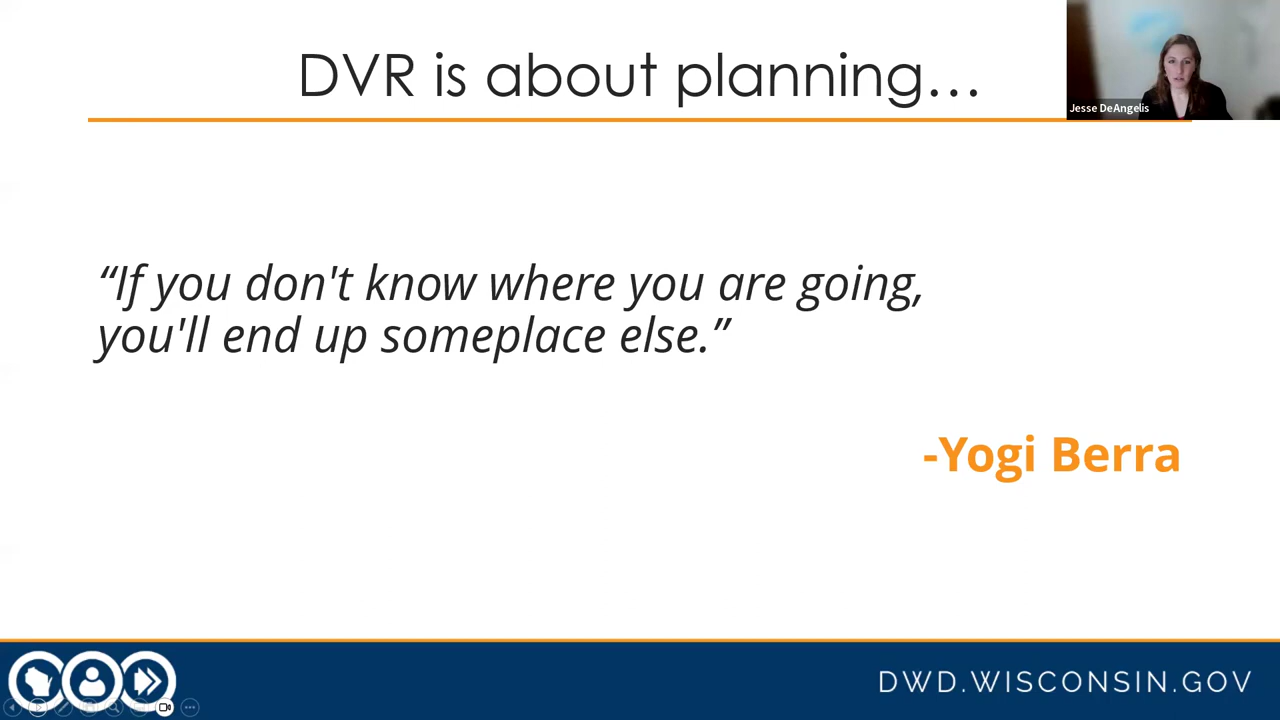 DVR is about planning…
Jesse DeAngelis
“If you don't know where you are going,
you'll end up someplace else.”
-Yogi Berra
DWD.WISCONSIN.GOV